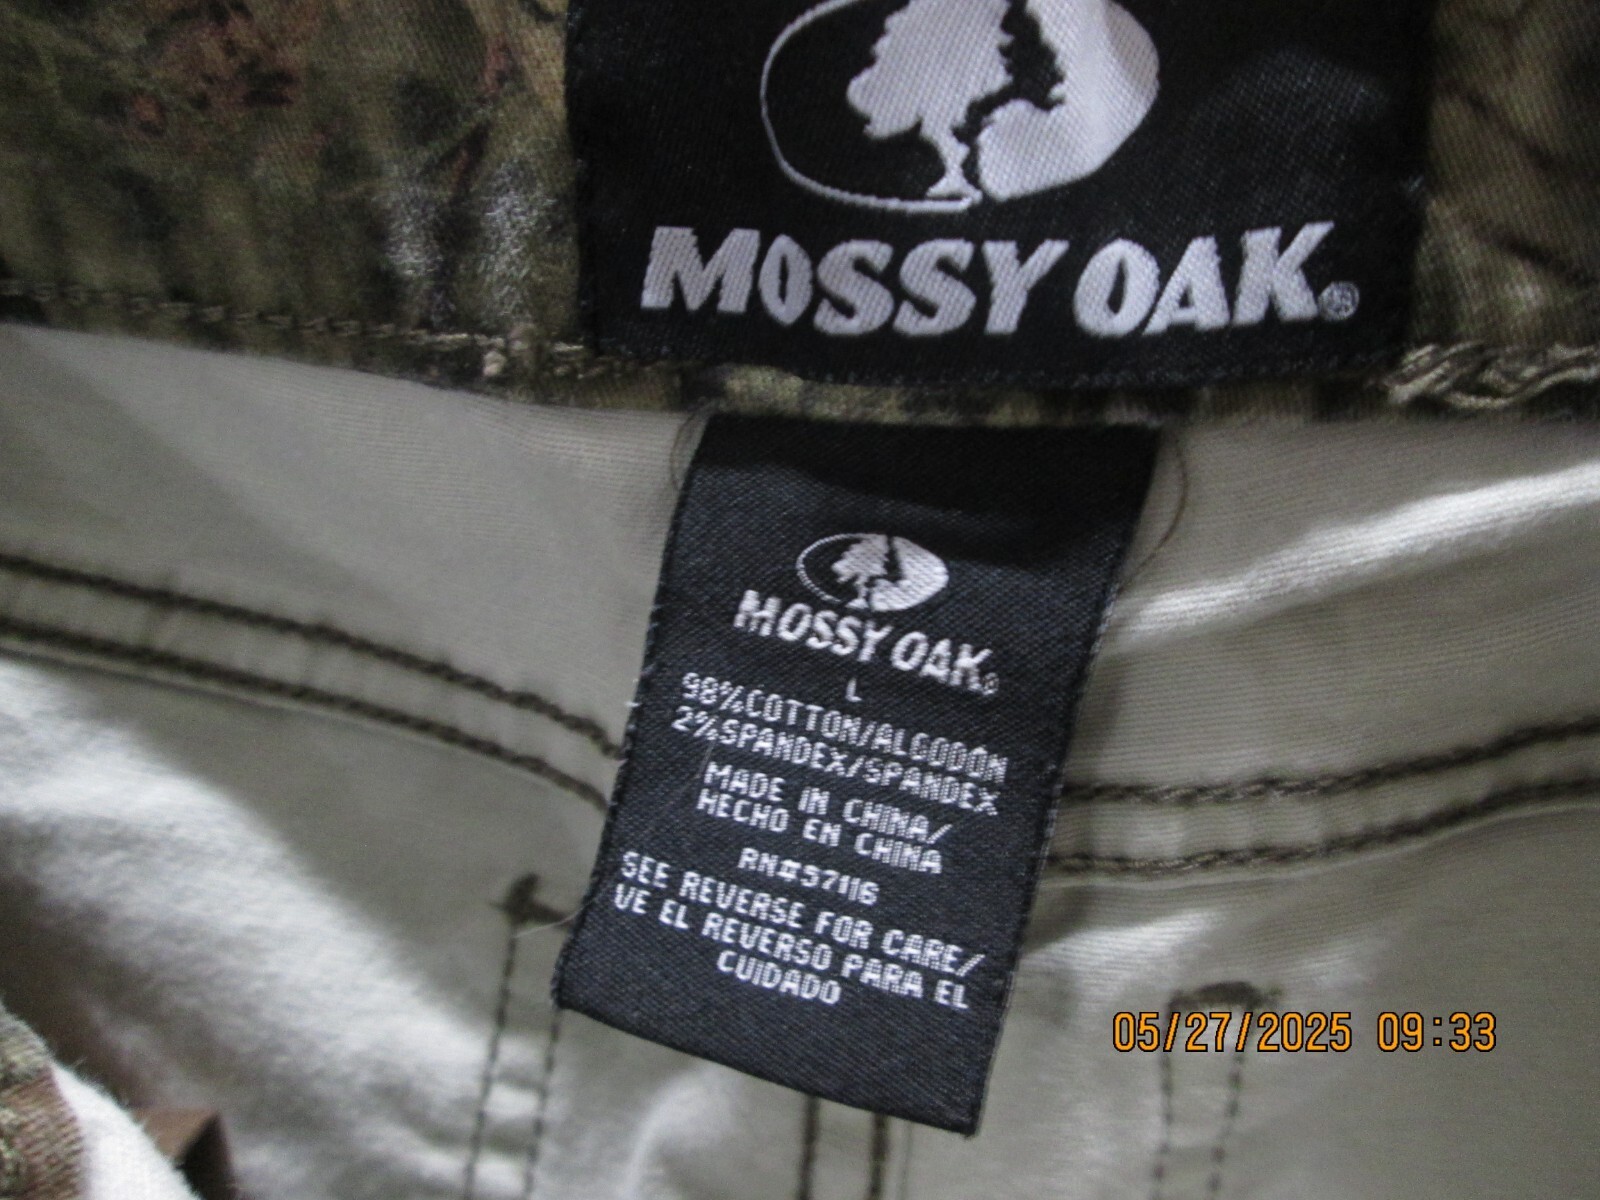 MOSSY OAK®
MOSSY OAK®
L
98%COTTON/ALGODÓN
2%SPANDEX/SPANDEX
MADE IN CHINA/
HECHO EN CHINA
RN#57116
SEE REVERSE FOR CARE/
VE EL REVERSO PARA EL
CUIDADO
05/27/2025 09:33